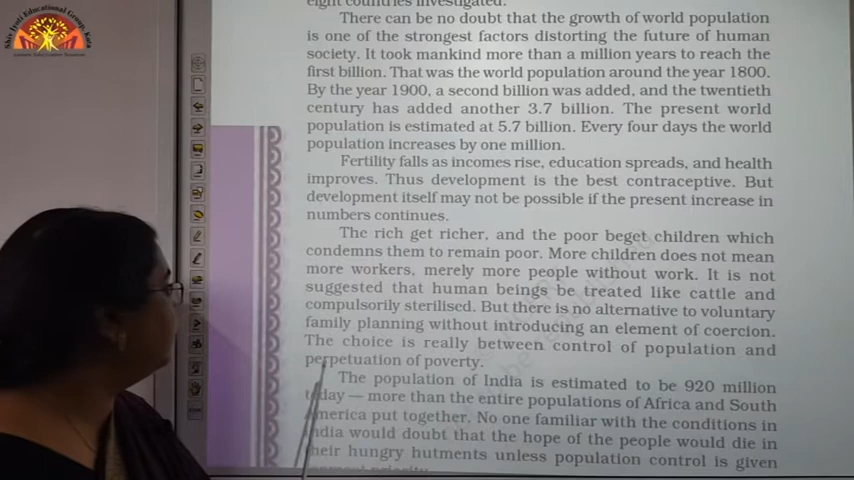 Shiv Jyoti Educational Group, Kota
eight countries investigated.
There can be no doubt that the growth of world population
is one of the strongest factors distorting the future of human
society. It took mankind more than a million years to reach the
first billion. That was the world population around the year 1800.
By the year 1900, a second billion was added, and the twentieth
century has added another 3.7 billion. The present world
population is estimated at 5.7 billion. Every four days the world
population increases by one million.
Fertility falls as incomes rise, education spreads, and health
improves. Thus development is the best contraceptive. But
development itself may not be possible if the present increase in
numbers continues.
The rich get richer, and the poor beget children which
condemns them to remain poor. More children does not mean
more workers, merely more people without work. It is not
suggested that human beings be treated like cattle and
compulsorily sterilised. But there is no alternative to voluntary
family planning without introducing an element of coercion.
The choice is really between control of population and
perpetuation of poverty.
The population of India is estimated to be 920 million
today — more than the entire populations of Africa and South
America put together. No one familiar with the conditions in
India would doubt that the hope of the people would die in
their hungry hutments unless population control is given